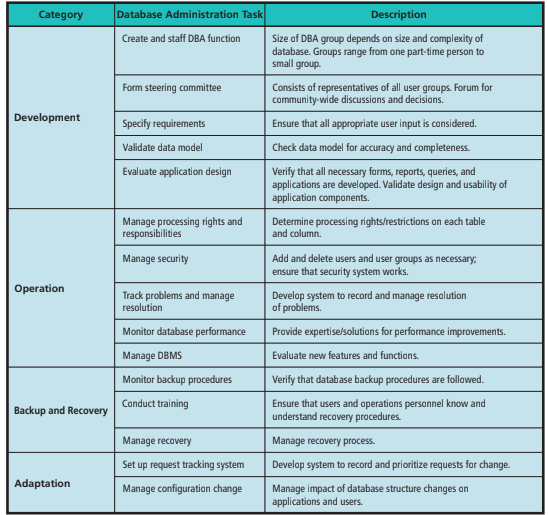 Category Database Administration Task Description
Development
Create and staff DBA function
Size of DBA group depends on size and complexity of
database. Groups range from one part-time person to
small group.
Form steering committee
Consists of representatives of all user groups. Forum for
community-wide discussions and decisions.
Specify requirements
Ensure that all appropriate user input is considered.
Validate data model
Check data model for accuracy and completeness.
Evaluate application design
Verify that all necessary forms, reports, queries, and
applications are developed. Validate design and usability of
application components.
Operation
Manage processing rights and
responsibilities
Determine processing rights/restrictions on each table
and column.
Manage security
Add and delete users and user groups as necessary;
ensure that security system works.
Track problems and manage
resolution
Develop system to record and manage resolution
of problems.
Monitor database performance
Provide expertise/solutions for performance improvements.
Manage DBMS
Evaluate new features and functions.
Backup and Recovery
Monitor backup procedures
Verify that database backup procedures are followed.
Conduct training
Ensure that users and operations personnel know and
understand recovery procedures.
Manage recovery
Manage recovery process.
Adaptation
Set up request tracking system
Develop system to record and prioritize requests for change.
Manage configuration change
Manage impact of database structure changes on
applications and users.